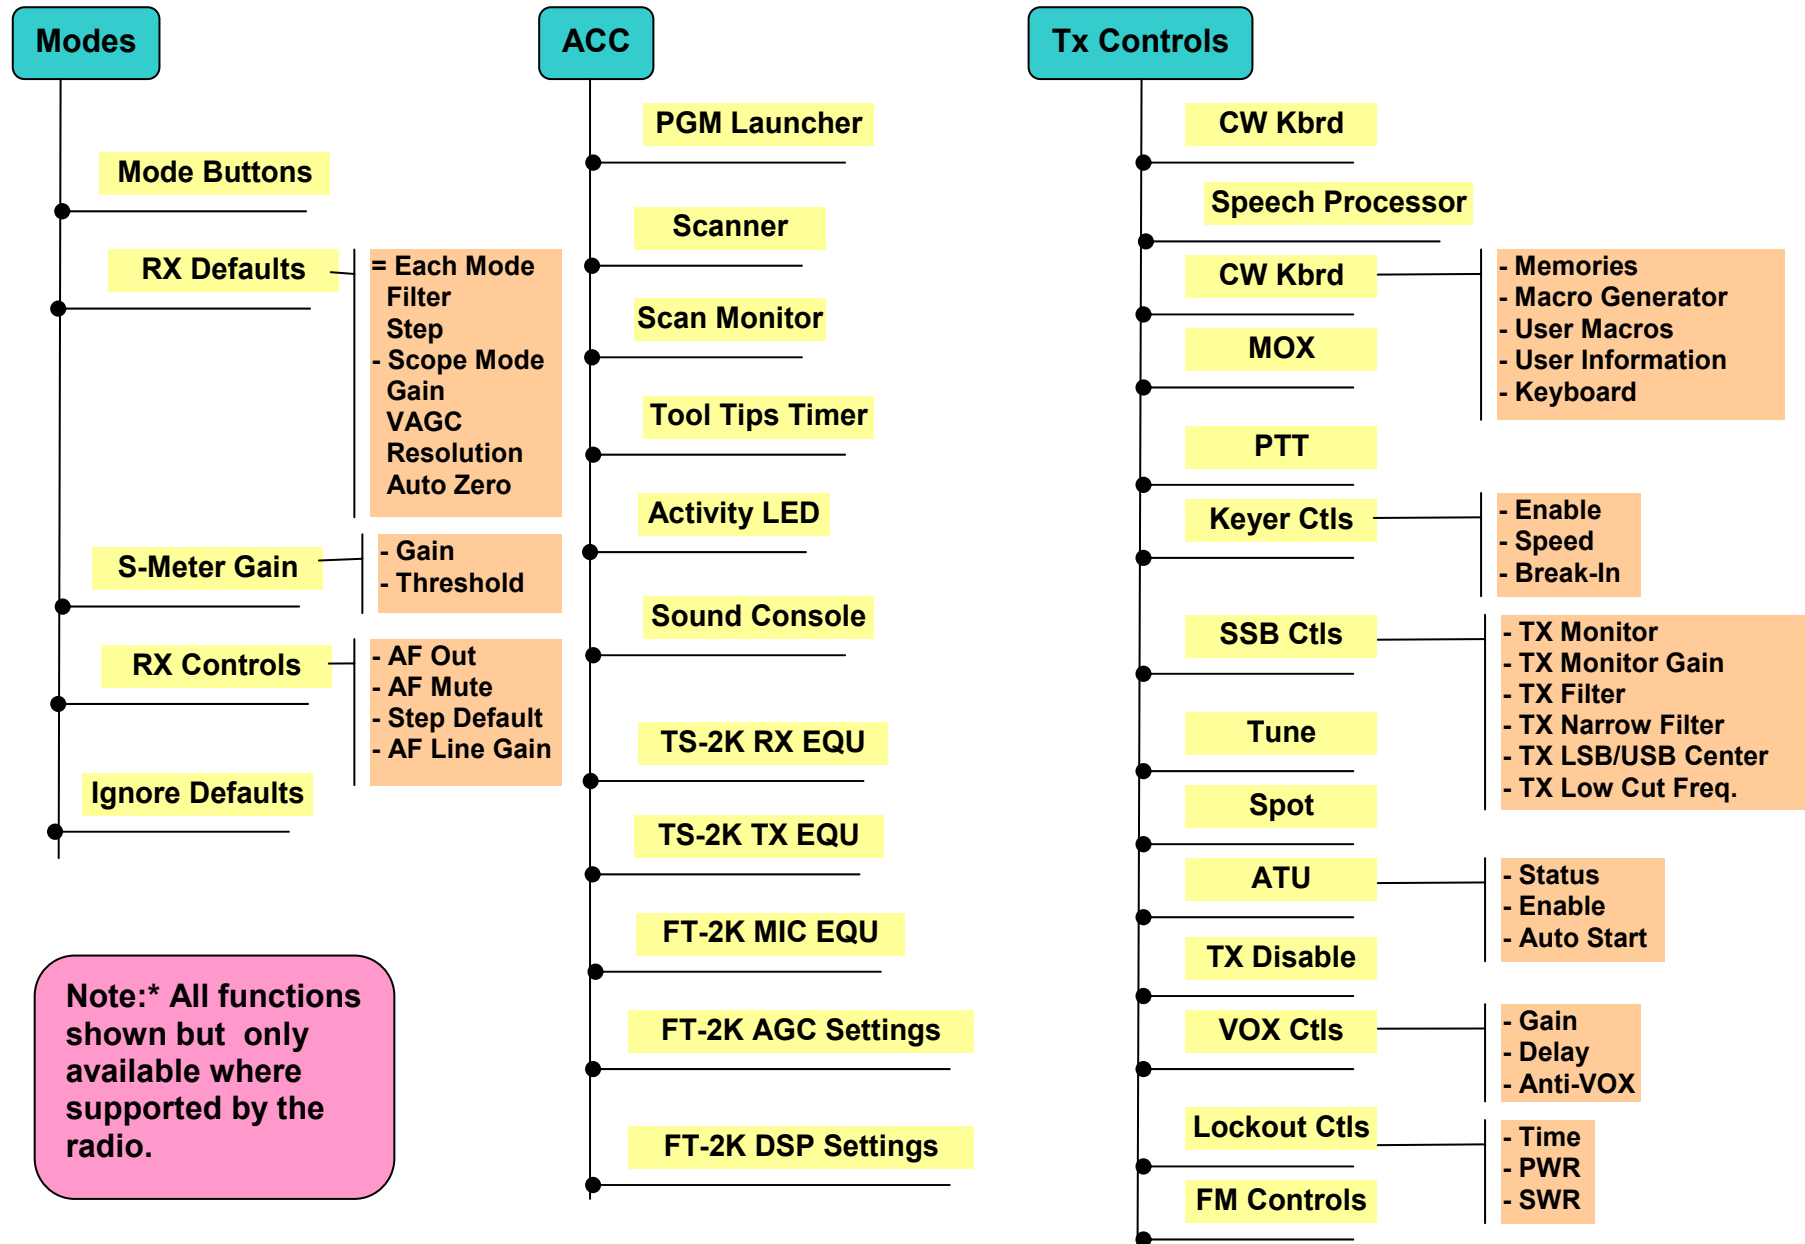 Modes
Mode Buttons
RX Defaults
= Each Mode
Filter
Step
- Scope Mode
Gain
VAGC
Resolution
Auto Zero
S-Meter Gain
- Gain
- Threshold
RX Controls
- AF Out
- AF Mute
- Step Default
- AF Line Gain
Ignore Defaults
Note:* All functions
shown but  only
available where
supported by the
radio.
ACC
PGM Launcher
Scanner
Scan Monitor
Tool Tips Timer
Activity LED
Sound Console
TS-2K RX EQU
TS-2K TX EQU
FT-2K MIC EQU
FT-2K AGC Settings
FT-2K DSP Settings
Tx Controls
CW Kbrd
Speech Processor
CW Kbrd
- Memories
- Macro Generator
- User Macros
- User Information
- Keyboard
MOX
PTT
Keyer Ctls
- Enable
- Speed
- Break-In
SSB Ctls
- TX Monitor
- TX Monitor Gain
- TX Filter
- TX Narrow Filter
- TX LSB/USB Center
- TX Low Cut Freq.
Tune
Spot
ATU
- Status
- Enable
- Auto Start
TX Disable
VOX Ctls
- Gain
- Delay
- Anti-VOX
Lockout Ctls
- Time
- PWR
- SWR
FM Controls